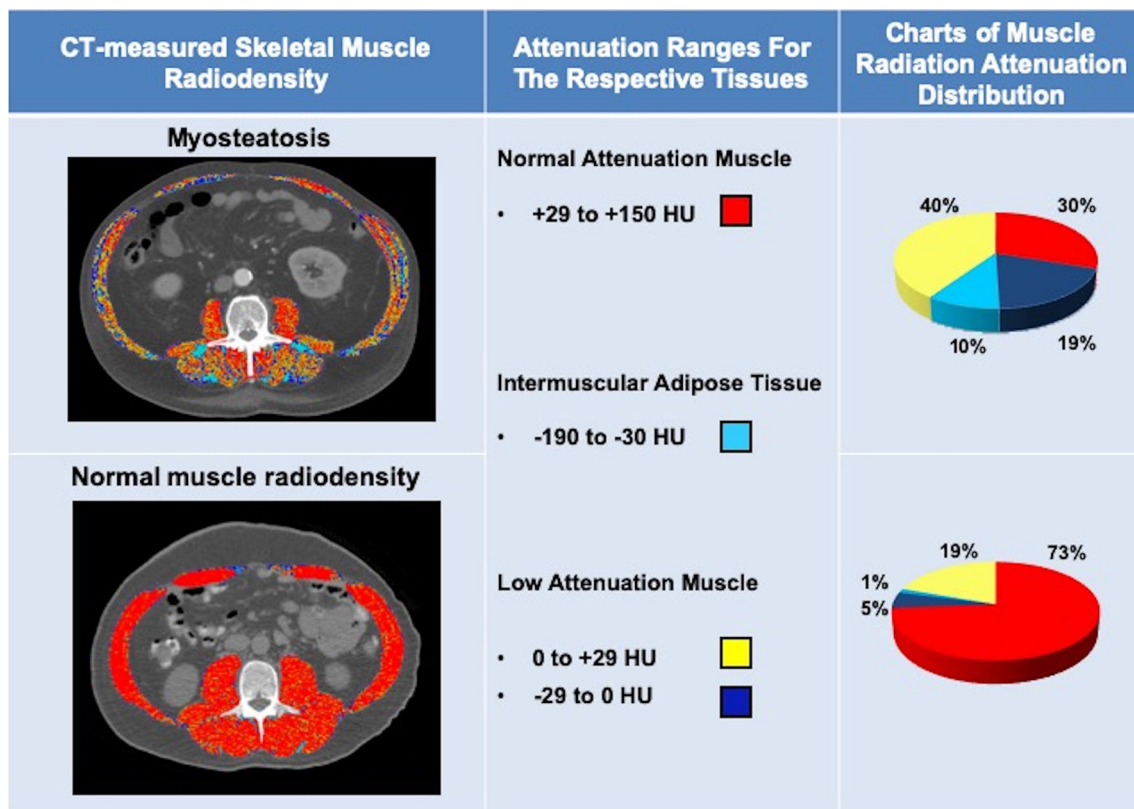 CT-measured Skeletal Muscle
Radiodensity
Attenuation Ranges For
The Respective Tissues
Charts of Muscle
Radiation Attenuation
Distribution
Myosteatosis
Normal Attenuation Muscle
• +29 to +150 HU
40%
30%
10%
19%
Intermuscular Adipose Tissue
• -190 to -30 HU
Normal muscle radiodensity
Low Attenuation Muscle
• 0 to +29 HU
• -29 to 0 HU
19%
73%
1%
5%